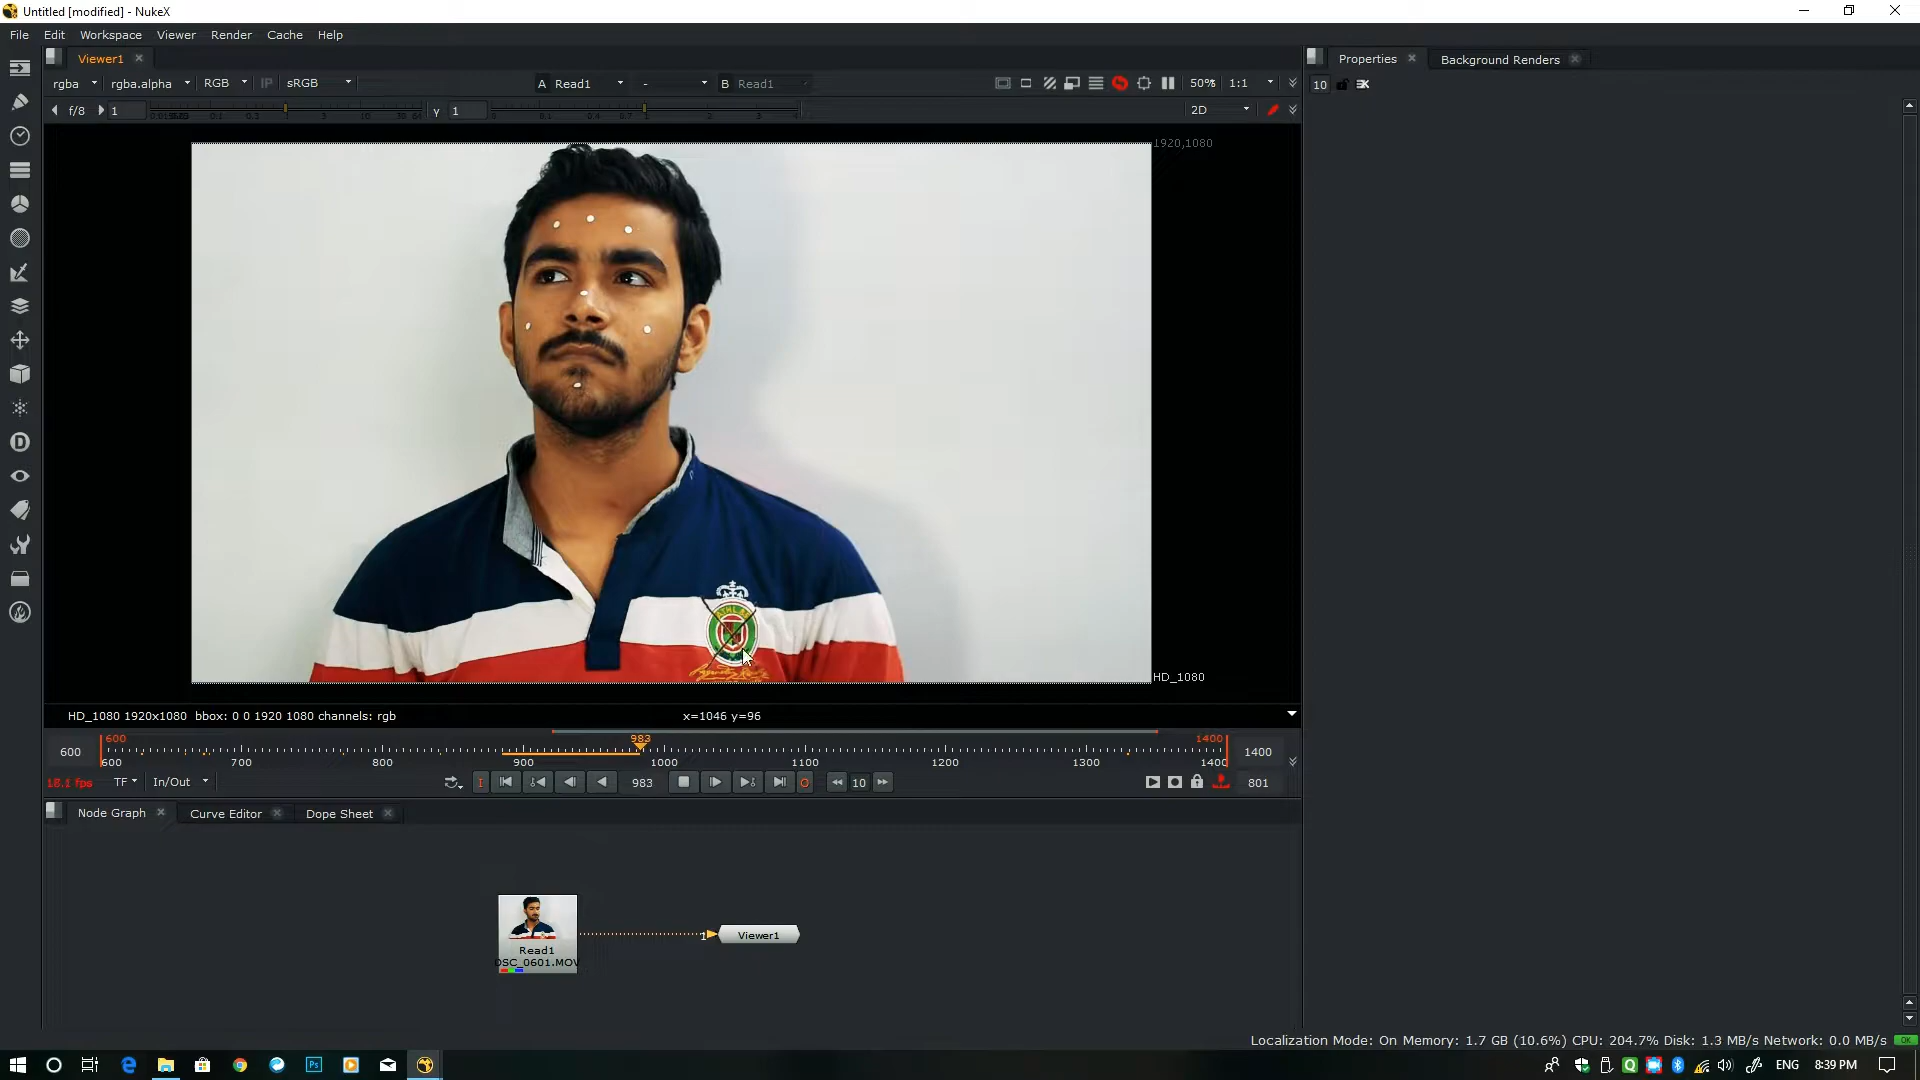 Untitled [modified] - NukeX
File Edit Workspace Viewer Render Cache Help
Viewer1
Properties
Background Renders
rgba rgba.alpha RGB IP sRGB A Read1 - B Read1 50% 1:1
10
f/8 1 Y 1 2D
1920,1080
ATHL
HD_1080
HD_1080 1920x1080 bbox: 0 0 1920 1080 channels: rgb x=1046 y=96
600 983 1400
600 1400
600 700 800 900 1000 1100 1200 1300 1400
TF In/Out I 983 O 10 801
Node Graph Curve Editor Dope Sheet
Read1
DSC_0601.MOV
1 Viewer1
Localization Mode: On Memory: 1.7 GB (10.6%) CPU: 204.7% Disk: 1.3 MB/s Network: 0.0 MB/s OK
ENG 8:39 PM